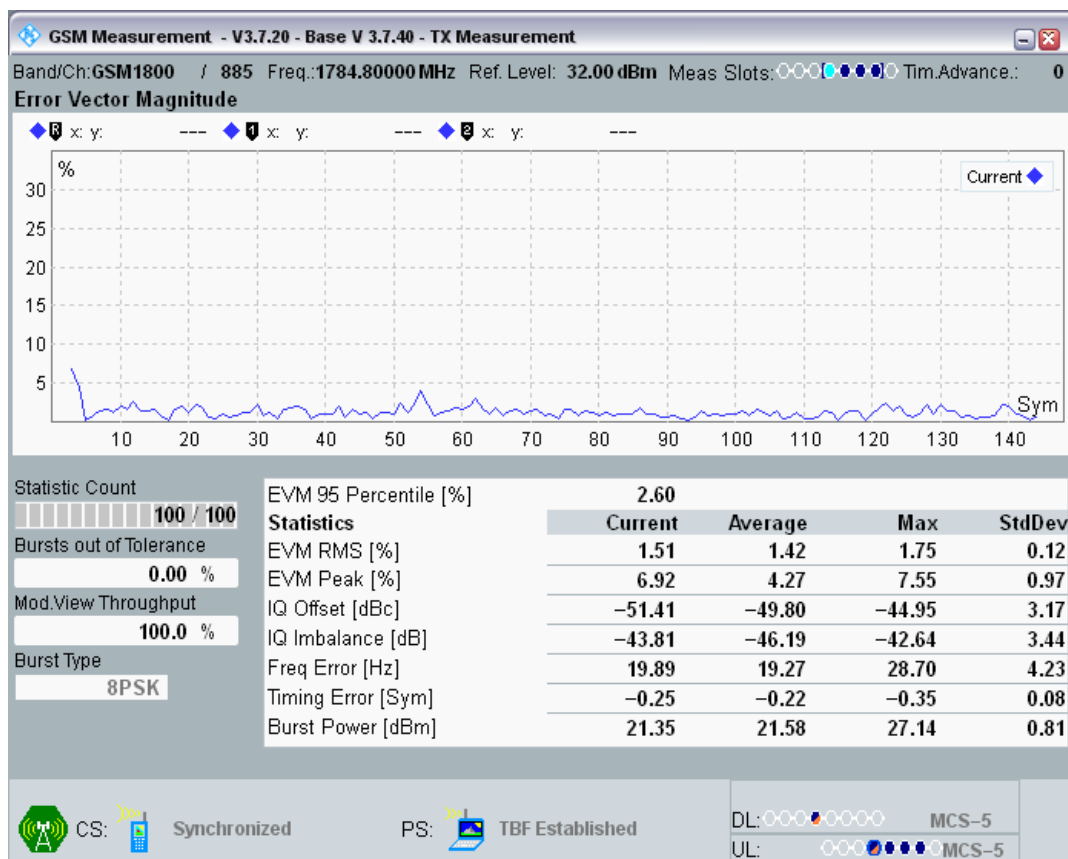 GSM Measurement - V3.7.20 - Base V 3.7.40 - TX Measurement
Band/Ch:GSM1800 / 885 Freq.:1784.80000 MHz Ref. Level: 32.00 dBm Meas Slots: Tim.Advance.: 0
Error Vector Magnitude
R x: y: --- 1 x: y: --- 2 x: y: ---
%
Current
30
25
20
15
10
5
Sym
10 20 30 40 50 60 70 80 90 100 110 120 130 140
Statistic Count
100 / 100
Bursts out of Tolerance
0.00 %
Mod.View Throughput
100.0 %
Burst Type
8PSK
EVM 95 Percentile [%] 2.60
Statistics Current Average Max StdDev
EVM RMS [%] 1.51 1.42 1.75 0.12
EVM Peak [%] 6.92 4.27 7.55 0.97
IQ Offset [dBc] −51.41 −49.80 −44.95 3.17
IQ Imbalance [dB] −43.81 −46.19 −42.64 3.44
Freq Error [Hz] 19.89 19.27 28.70 4.23
Timing Error [Sym] −0.25 −0.22 −0.35 0.08
Burst Power [dBm] 21.35 21.58 27.14 0.81
CS: Synchronized PS: TBF Established
DL: MCS−5
UL: MCS−5